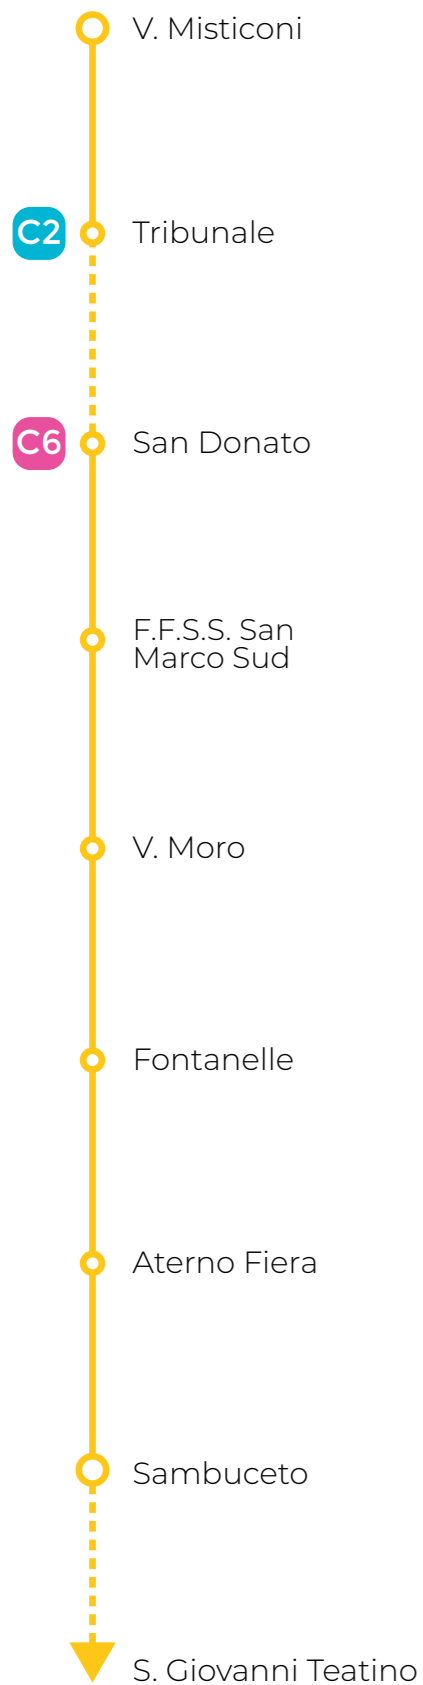 V. Misticoni
C2 Tribunale
C6 San Donato
F.F.S.S. San
Marco Sud
V. Moro
Fontanelle
Aterno Fiera
Sambuceto
S. Giovanni Teatino